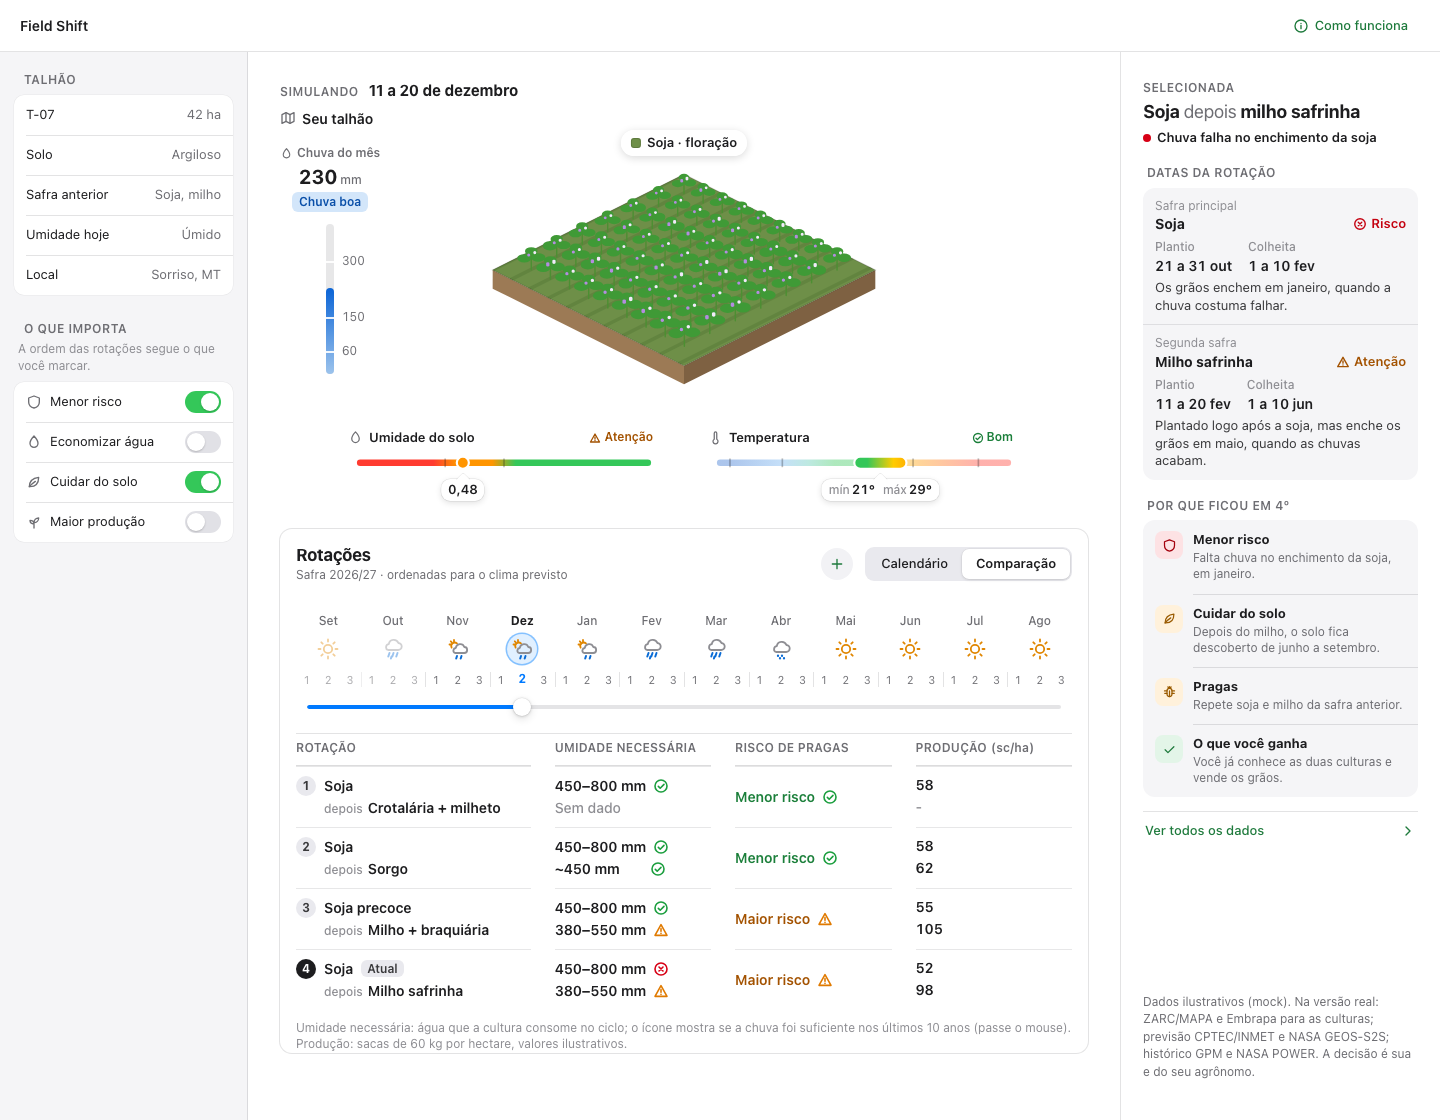 Field Shift
Como funciona
TALHÃO
T-07 42 ha
Solo Argiloso
Safra anterior Soja, milho
Umidade hoje Úmido
Local Sorriso, MT
O QUE IMPORTA
A ordem das rotações segue o que
você marcar.
Menor risco
Economizar água
Cuidar do solo
Maior produção
SIMULANDO 11 a 20 de dezembro
Seu talhão
Chuva do mês
230 mm
Chuva boa
300
150
60
Soja · floração
Umidade do solo Atenção
0,48
Temperatura Bom
mín 21° máx 29°
Rotações
Safra 2026/27 · ordenadas para o clima previsto
+
Calendário Comparação
Set Out Nov Dez Jan Fev Mar Abr Mai Jun Jul Ago
1 2 3 1 2 3 1 2 3 1 2 3 1 2 3 1 2 3 1 2 3 1 2 3 1 2 3 1 2 3 1 2 3 1 2 3
ROTAÇÃO UMIDADE NECESSÁRIA RISCO DE PRAGAS PRODUÇÃO (sc/ha)
1 Soja 450–800 mm 58
Menor risco
depois Crotalária + milheto Sem dado -
2 Soja 450–800 mm 58
Menor risco
depois Sorgo ~450 mm 62
3 Soja precoce 450–800 mm 55
Maior risco
depois Milho + braquiária 380–550 mm 105
4 Soja Atual 450–800 mm 52
Maior risco
depois Milho safrinha 380–550 mm 98
Umidade necessária: água que a cultura consome no ciclo; o ícone mostra se a chuva foi suficiente nos últimos 10 anos (passe o mouse).
Produção: sacas de 60 kg por hectare, valores ilustrativos.
SELECIONADA
Soja depois milho safrinha
Chuva falha no enchimento da soja
DATAS DA ROTAÇÃO
Safra principal
Soja Risco
Plantio Colheita
21 a 31 out 1 a 10 fev
Os grãos enchem em janeiro, quando a
chuva costuma falhar.
Segunda safra
Milho safrinha Atenção
Plantio Colheita
11 a 20 fev 1 a 10 jun
Plantado logo após a soja, mas enche os
grãos em maio, quando as chuvas
acabam.
POR QUE FICOU EM 4º
Menor risco
Falta chuva no enchimento da soja,
em janeiro.
Cuidar do solo
Depois do milho, o solo fica
descoberto de junho a setembro.
Pragas
Repete soja e milho da safra anterior.
O que você ganha
Você já conhece as duas culturas e
vende os grãos.
Ver todos os dados
Dados ilustrativos (mock). Na versão real:
ZARC/MAPA e Embrapa para as culturas;
previsão CPTEC/INMET e NASA GEOS-S2S;
histórico GPM e NASA POWER. A decisão é sua
e do seu agrônomo.